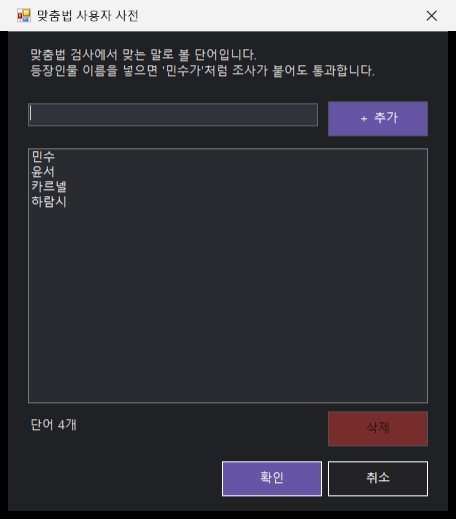 맞춤법 사용자 사전
맞춤법 검사에서 맞는 말로 볼 단어입니다.
등장인물 이름을 넣으면 '민수가'처럼 조사가 붙어도 통과합니다.
+ 추가
민수
윤서
카르넬
하람시
단어 4개
삭제
확인
취소